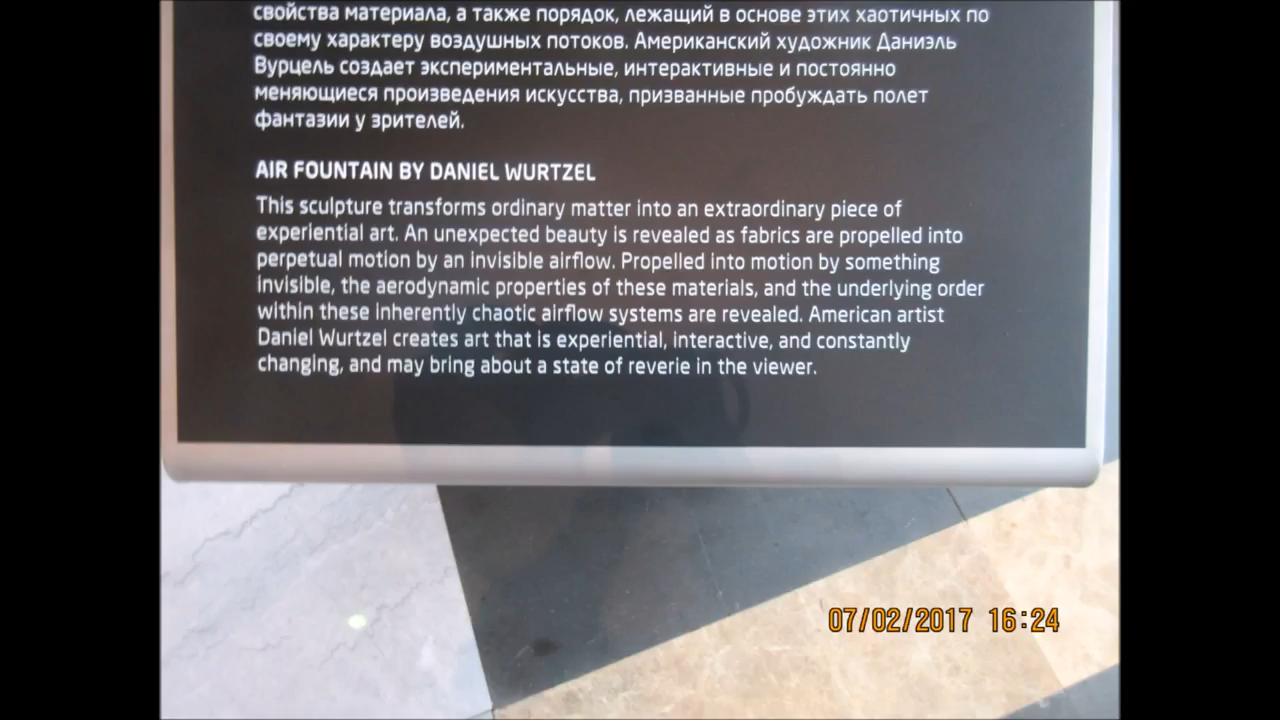 свойства материала, а также порядок, лежащий в основе этих хаотичных по
своему характеру воздушных потоков. Американский художник Даниэль
Вурцель создает экспериментальные, интерактивные и постоянно
меняющиеся произведения искусства, призванные пробуждать полет
фантазии у зрителей.
AIR FOUNTAIN BY DANIEL WURTZEL
This sculpture transforms ordinary matter into an extraordinary piece of
experiential art. An unexpected beauty is revealed as fabrics are propelled into
perpetual motion by an invisible airflow. Propelled into motion by something
invisible, the aerodynamic properties of these materials, and the underlying order
within these inherently chaotic airflow systems are revealed. American artist
Daniel Wurtzel creates art that is experiential, interactive, and constantly
changing, and may bring about a state of reverie in the viewer.
07/02/2017 16:24